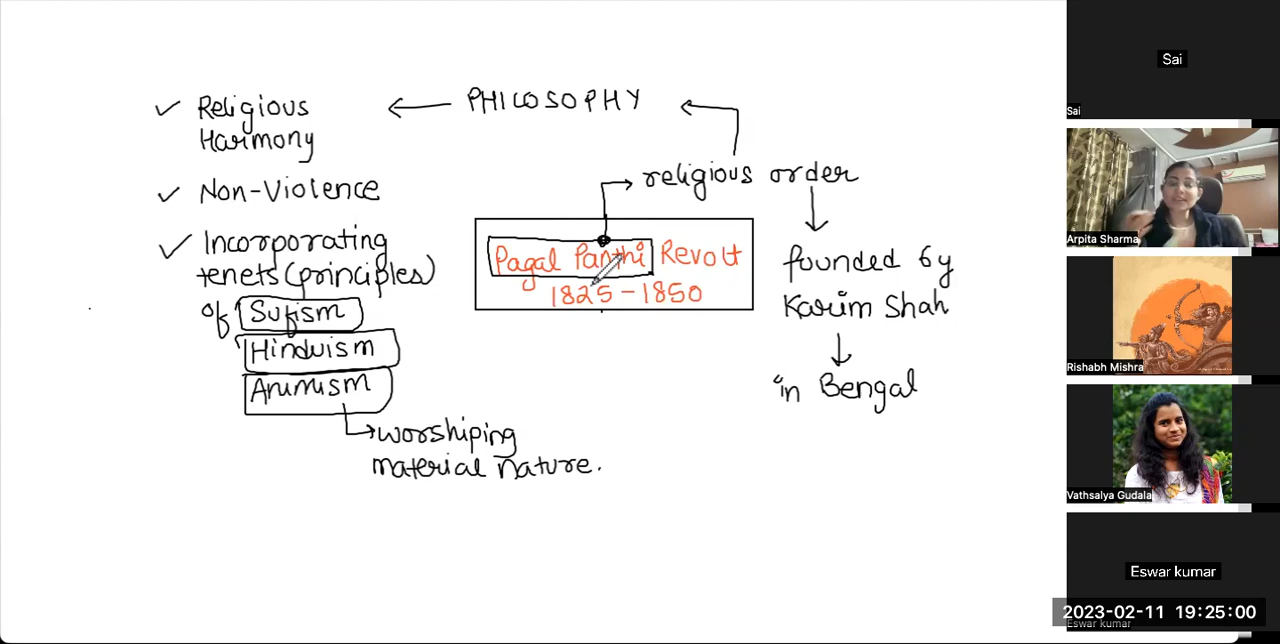 PHILOSOPHY
✓ Religious
Harmony
✓ Non-Violence
✓ Incorporating
tenets (principles)
of Sufism
Hinduism
Animism
worshiping
material nature.
religious order
Pagal Panthi Revolt
1825-1850
founded by
Karim Shah
in Bengal
Sai
Sai
Arpita Sharma
Rishabh Mishra
Vathsalya Gudala
Eswar kumar
2023-02-11 19:25:00
Eswar kumar